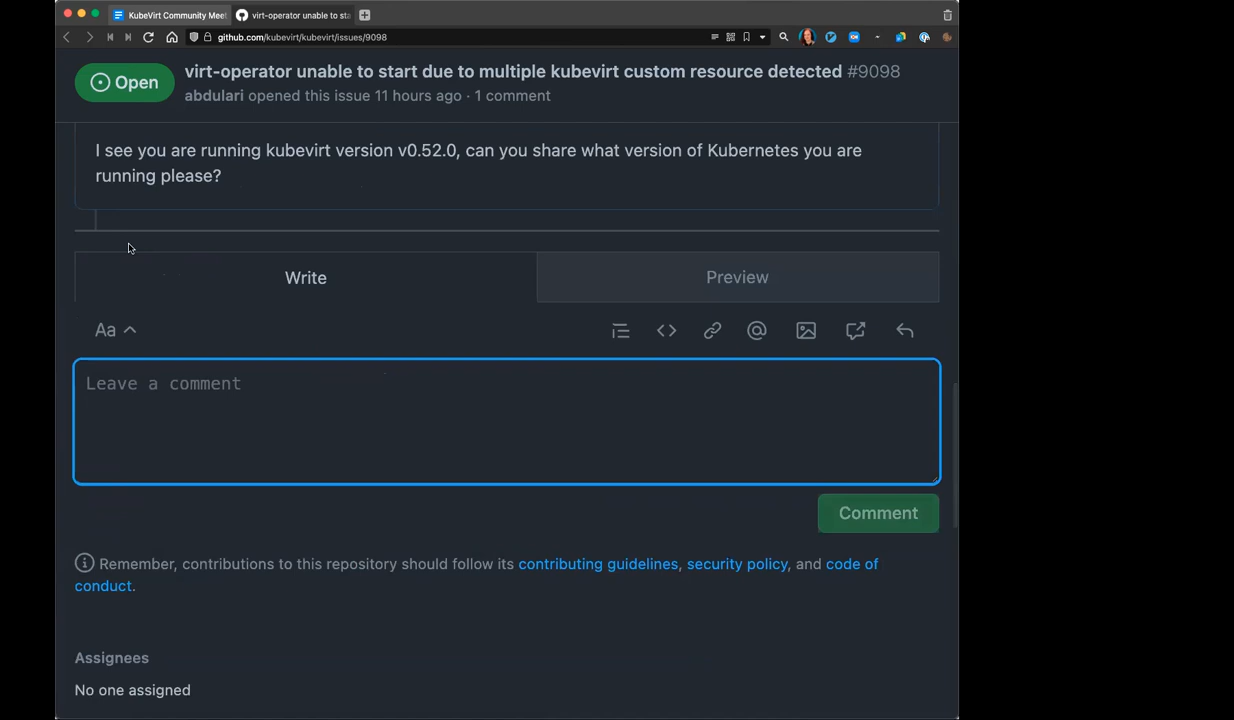 KubeVirt Community Meet
virt-operator unable to sta
github.com/kubevirt/kubevirt/issues/9098
Open
virt-operator unable to start due to multiple kubevirt custom resource detected #9098
abdulari opened this issue 11 hours ago · 1 comment
I see you are running kubevirt version v0.52.0, can you share what version of Kubernetes you are
running please?
Write
Preview
Aa
Leave a comment
Comment
Remember, contributions to this repository should follow its contributing guidelines, security policy, and code of
conduct.
Assignees
No one assigned